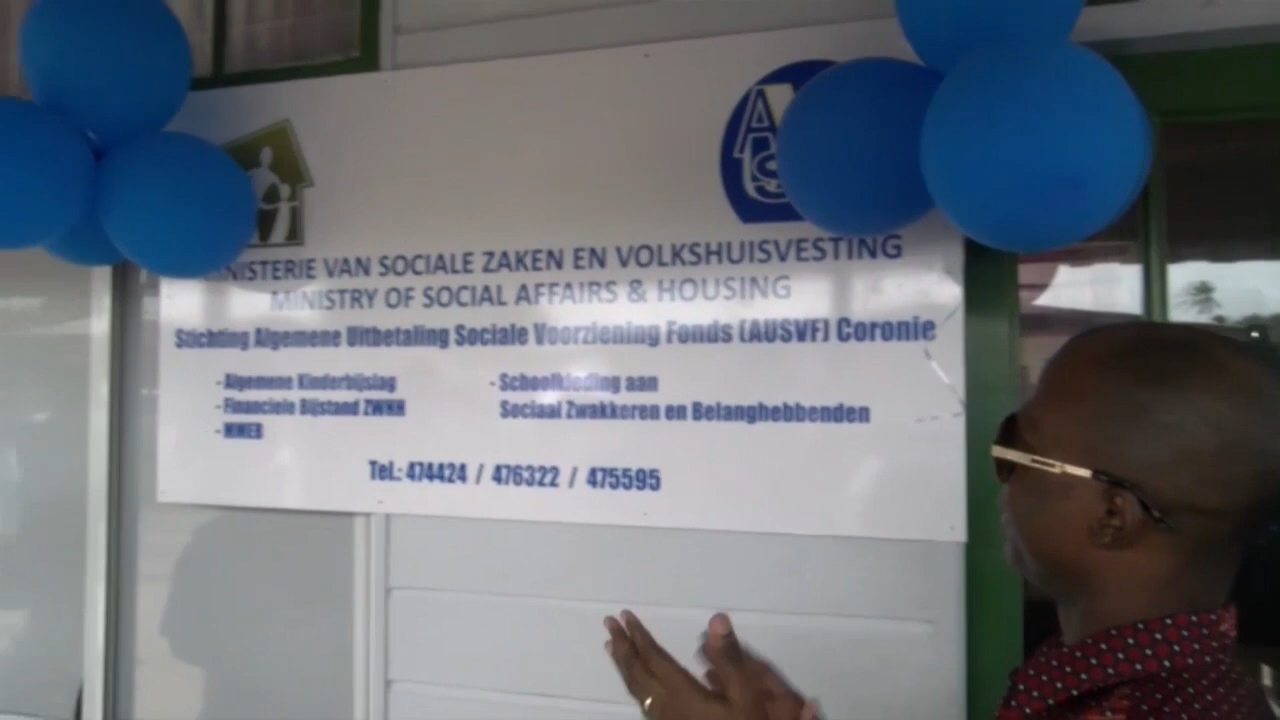 NISTERIE VAN SOCIALE ZAKEN EN VOLKSHUISVESTING
MINISTRY OF SOCIAL AFFAIRS & HOUSING
Stichting Algemene Uitbetaling Sociale Voorziening Fonds (AUSVF) Coronie
- Algemene Kinderbijslag
- Financiele Bijstand ZWHH
- MMEB
- Schoolkleding aan
Sociaal Zwakkeren en Belanghebbenden
TeL.: 474424 / 476322 / 475595